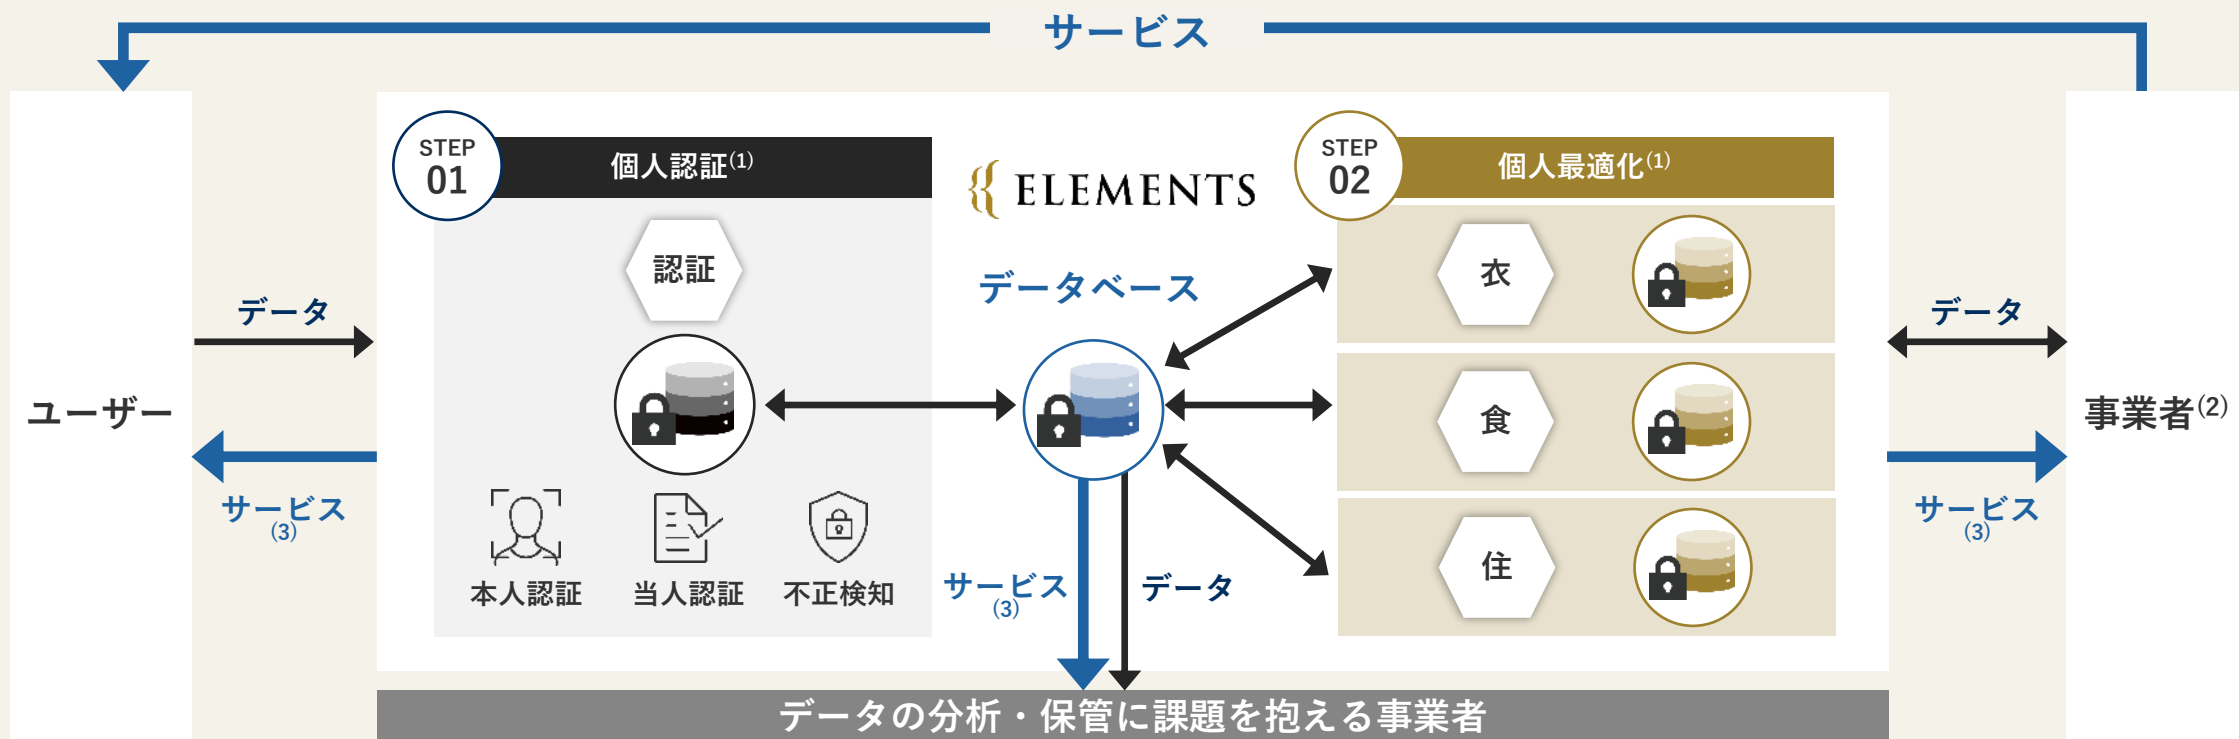 サービス
STEP
01
個人認証(1)
ELEMENTS
STEP
02
個人最適化(1)
認証
データベース
衣
データ
データ
ユーザー
食
事業者(2)
サービス
(3)
サービス
(3)
住
本人認証
当人認証
不正検知
サービス
(3)
データ
データの分析・保管に課題を抱える事業者